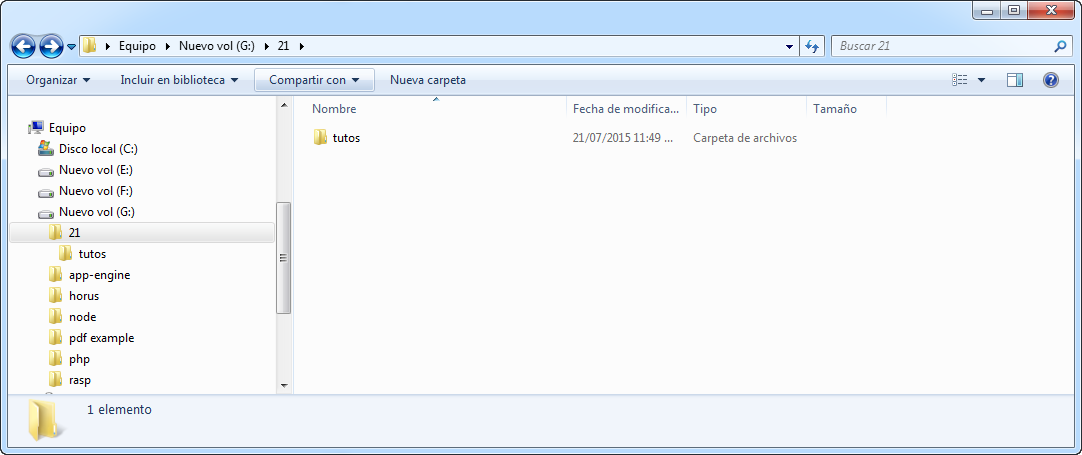 Equipo Nuevo vol (G:) 21 Buscar 21
Organizar Incluir en biblioteca Compartir con Nueva carpeta
Nombre Fecha de modifica... Tipo Tamaño
tutos 21/07/2015 11:49 ... Carpeta de archivos
Equipo
Disco local (C:)
Nuevo vol (E:)
Nuevo vol (F:)
Nuevo vol (G:)
21
tutos
app-engine
horus
node
pdf example
php
rasp
1 elemento